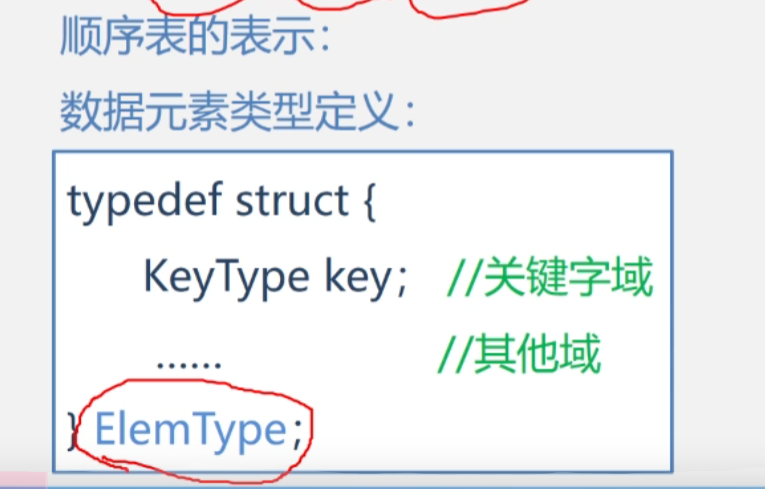 顺序表的表示：
数据元素类型定义：
typedef struct {
KeyType key; //关键字域
...... //其他域
} ElemType;